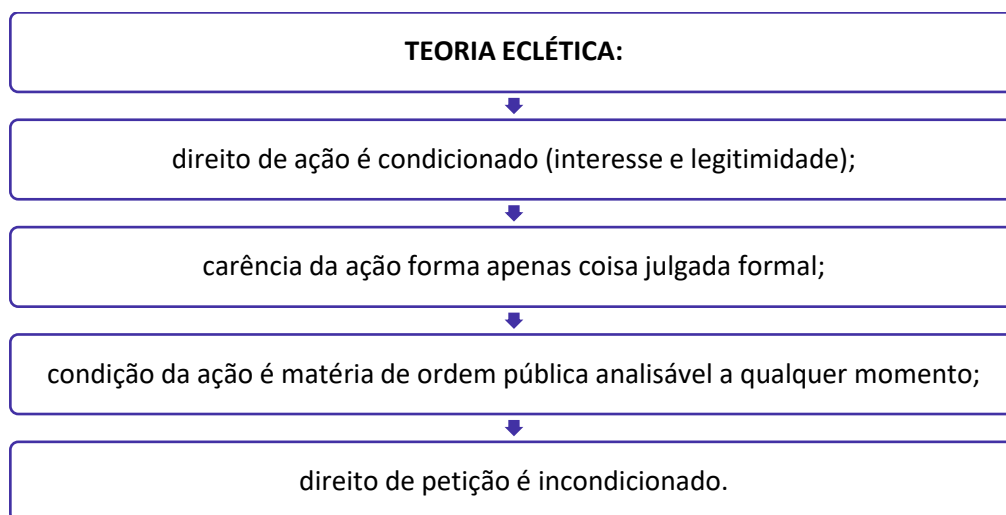 TEORIA ECLÉTICA:
direito de ação é condicionado (interesse e legitimidade);
carência da ação forma apenas coisa julgada formal;
condição da ação é matéria de ordem pública analisável a qualquer momento;
direito de petição é incondicionado.